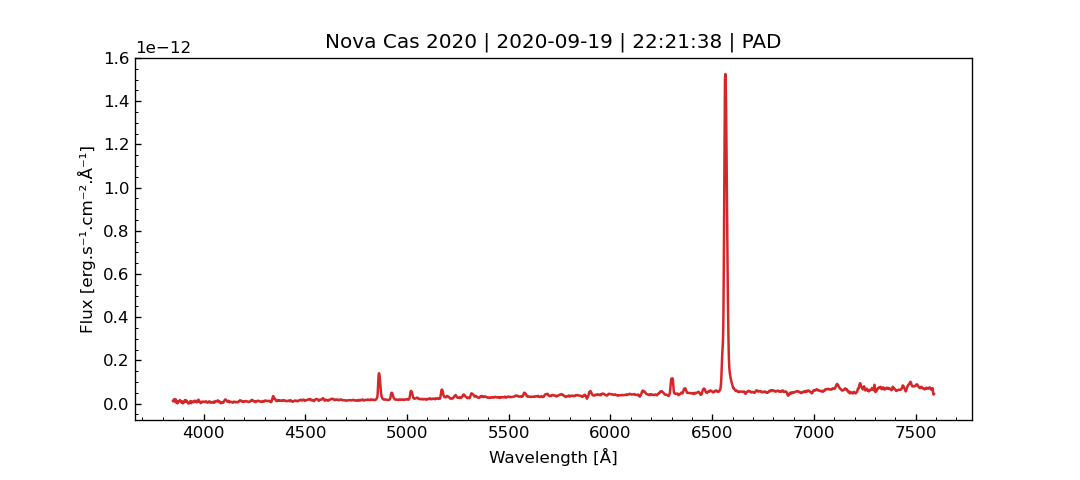 Nova Cas 2020 | 2020-09-19 | 22:21:38 | PAD
1e−12
1.6
1.4
1.2
1.0
0.8
0.6
0.4
0.2
0.0
Flux [erg.s⁻¹.cm⁻².Å⁻¹]
4000 4500 5000 5500 6000 6500 7000 7500
Wavelength [Å]